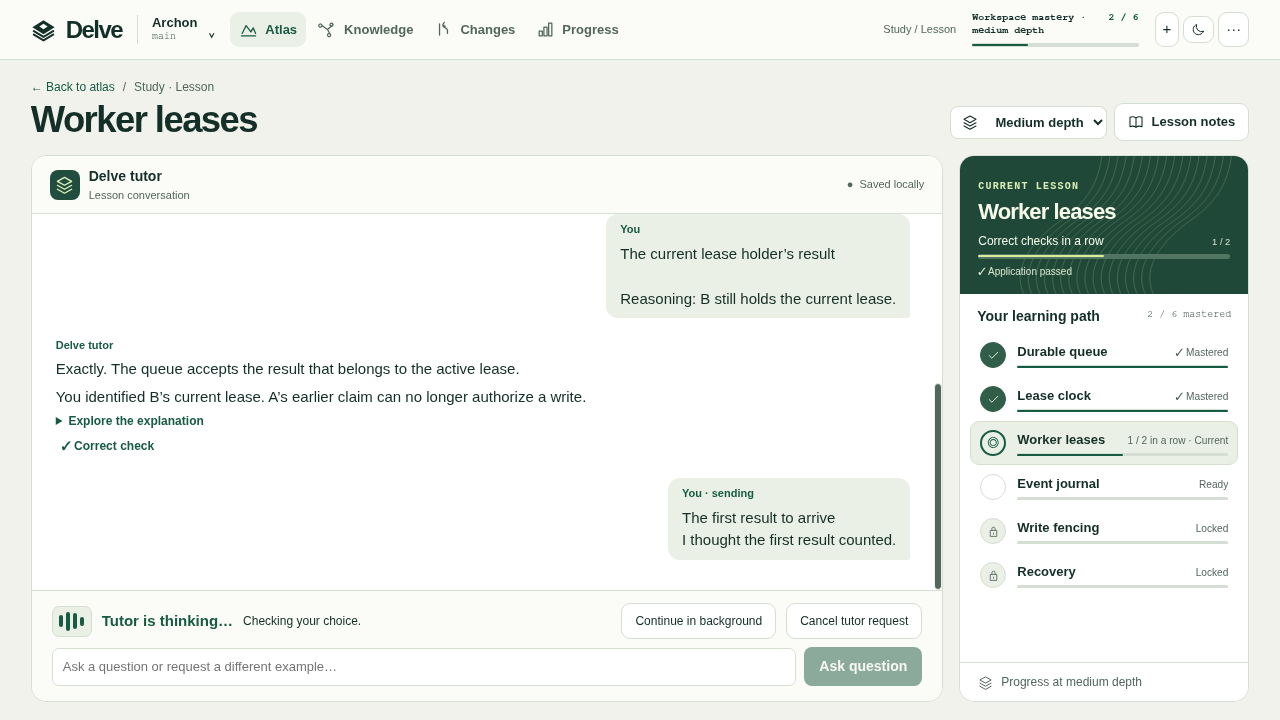 Delve
Archon
main
Atlas
Knowledge
Changes
Progress
Study / Lesson
Workspace mastery · 2 / 6
medium depth
+
...
← Back to atlas / Study · Lesson
Worker leases
Medium depth
Lesson notes
Delve tutor
Lesson conversation
● Saved locally
You
The current lease holder’s result
Reasoning: B still holds the current lease.
Delve tutor
Exactly. The queue accepts the result that belongs to the active lease.
You identified B’s current lease. A’s earlier claim can no longer authorize a write.
▶ Explore the explanation
✓ Correct check
You · sending
The first result to arrive
I thought the first result counted.
Tutor is thinking… Checking your choice.
Continue in background
Cancel tutor request
Ask a question or request a different example…
Ask question
CURRENT LESSON
Worker leases
Correct checks in a row 1 / 2
✓ Application passed
Your learning path 2 / 6 mastered
Durable queue ✓ Mastered
Lease clock ✓ Mastered
Worker leases 1 / 2 in a row · Current
Event journal Ready
Write fencing Locked
Recovery Locked
Progress at medium depth